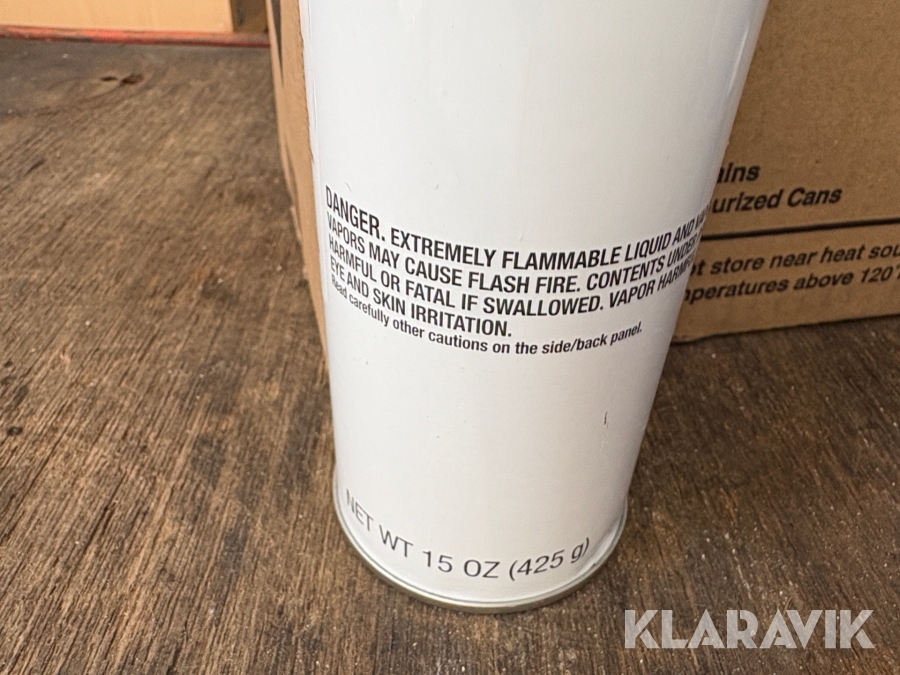 DANGER. EXTREMELY FLAMMABLE LIQUID AND
VAPORS MAY CAUSE FLASH FIRE. CONTENTS UNDER
HARMFUL OR FATAL IF SWALLOWED. VAPOR
EYE AND SKIN IRRITATION.
Read carefully other cautions on the side/back panel.
NET WT 15 OZ (425 g)
urized Cans
store near heat
above 120°
KLARAVIK